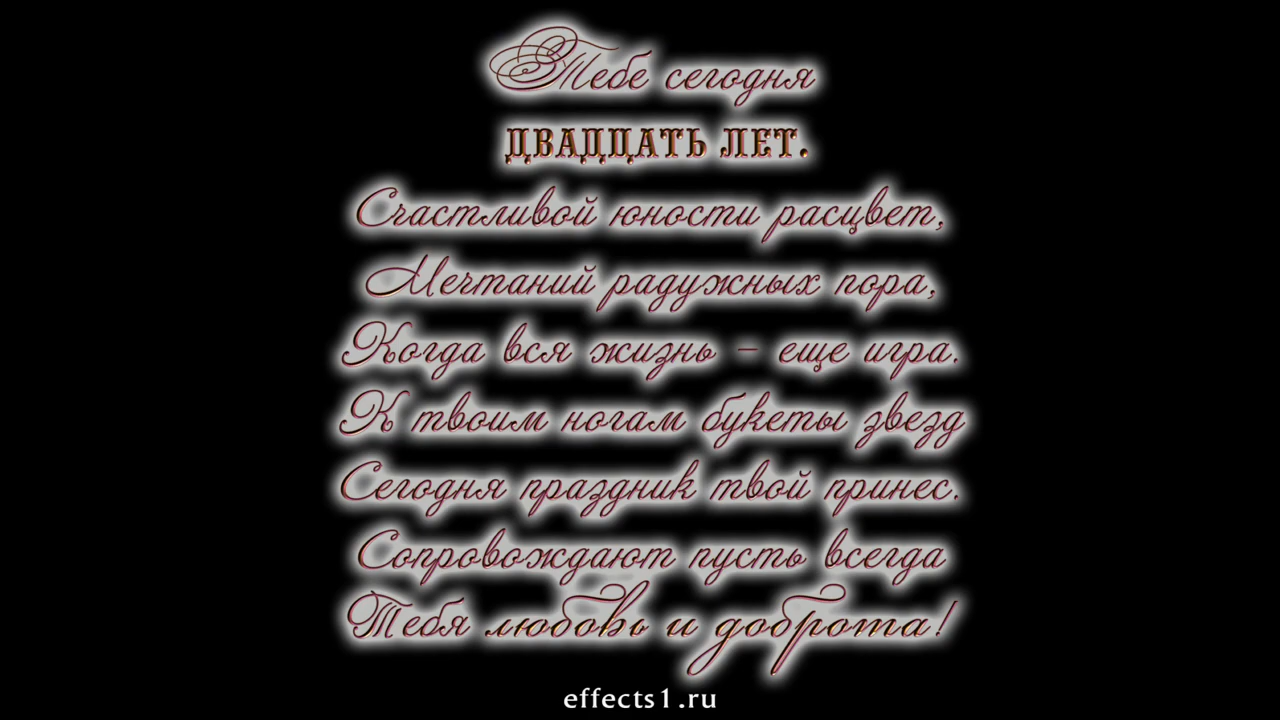 Тебе сегодня
ДВАДЦАТЬ ЛЕТ.
Счастливой юности расцвет,
Мечтаний радужных пора,
Когда вся жизнь – еще игра.
К твоим ногам букеты звезд
Сегодня праздник твой принес.
Сопровождают пусть всегда
Тебя любовь и доброта!
effects1.ru